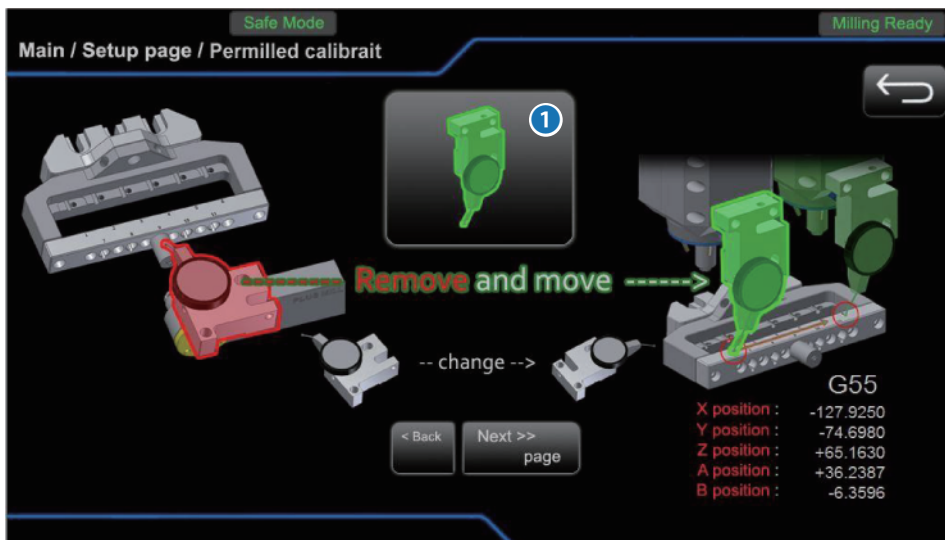 Safe Mode
Milling Ready
Main / Setup page / Permilled calibrait
1
Remove and move ------>
-- change -->
G55
X position : -127.9250
Y position : -74.6980
Z position : +65.1630
A position : +36.2387
B position : -6.3596
< Back
Next >>
page